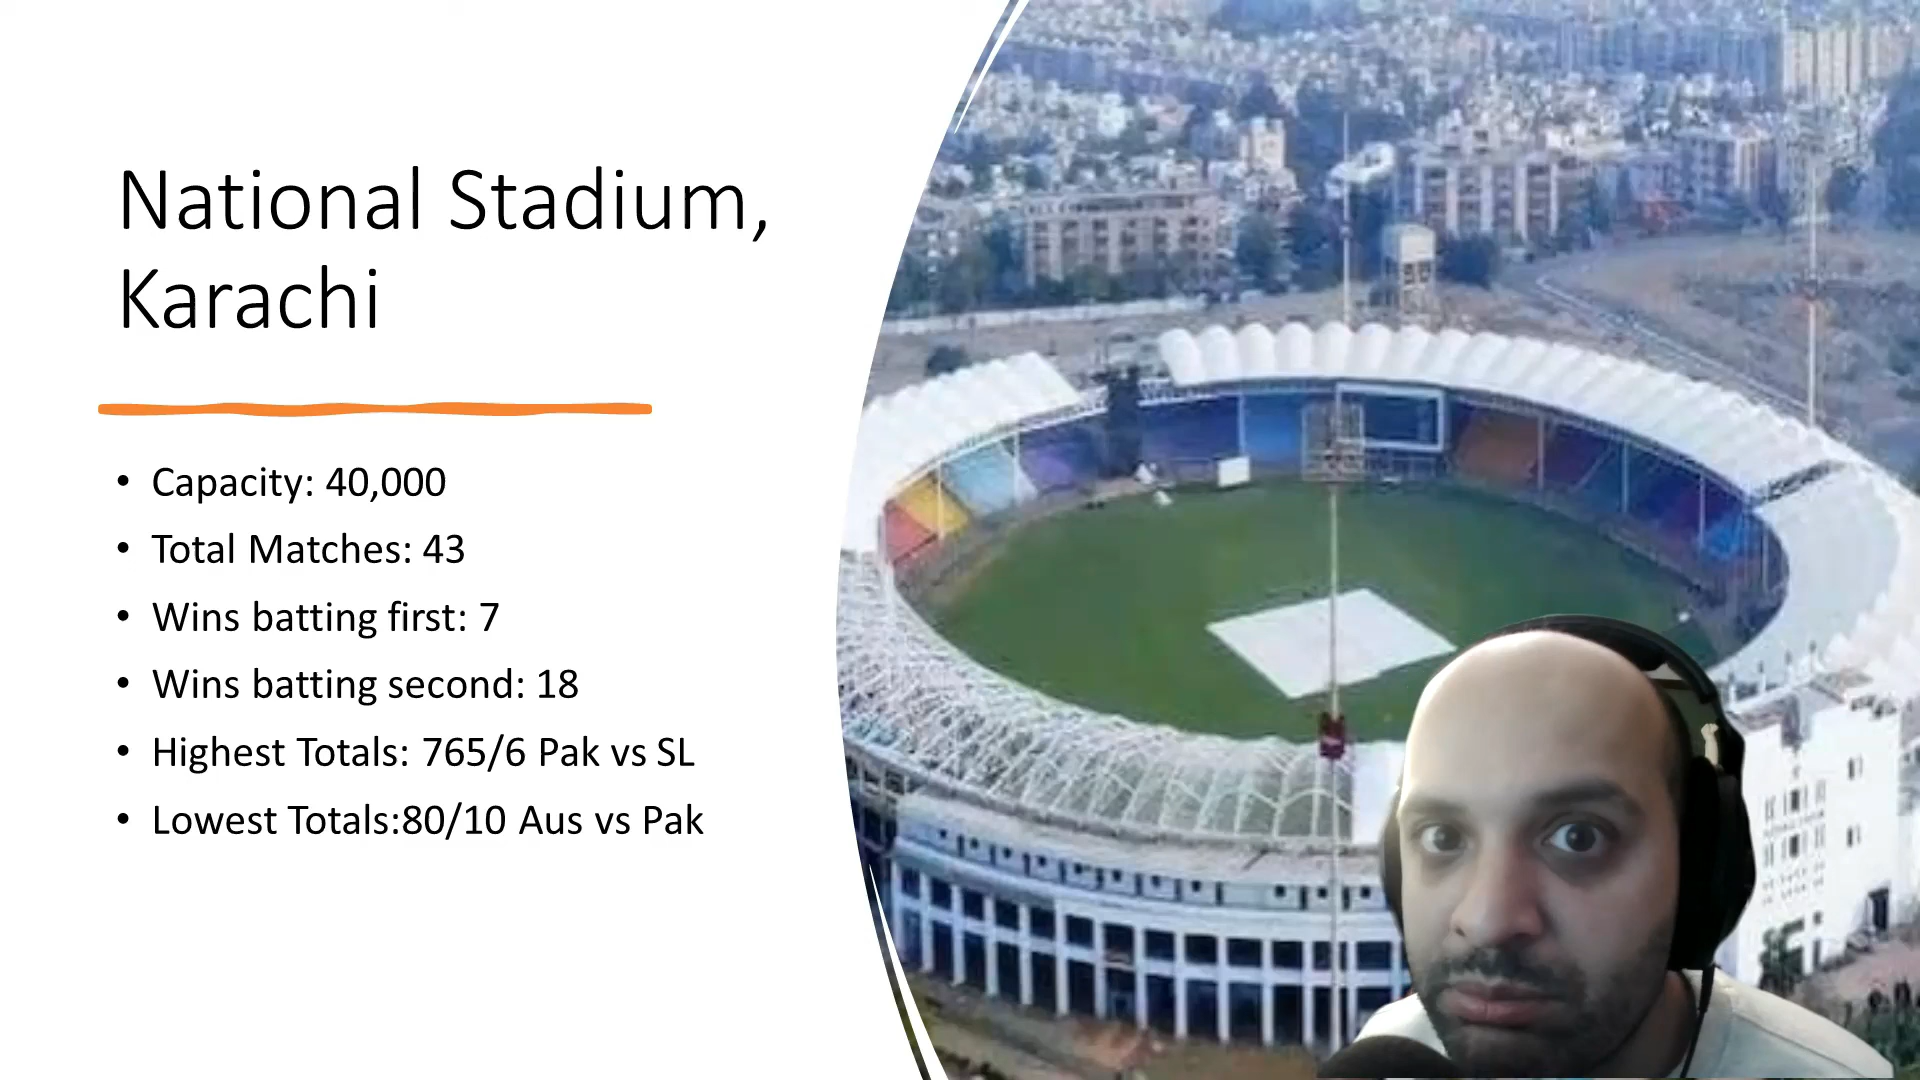 National Stadium,
Karachi
• Capacity: 40,000
• Total Matches: 43
• Wins batting first: 7
• Wins batting second: 18
• Highest Totals: 765/6 Pak vs SL
• Lowest Totals:80/10 Aus vs Pak